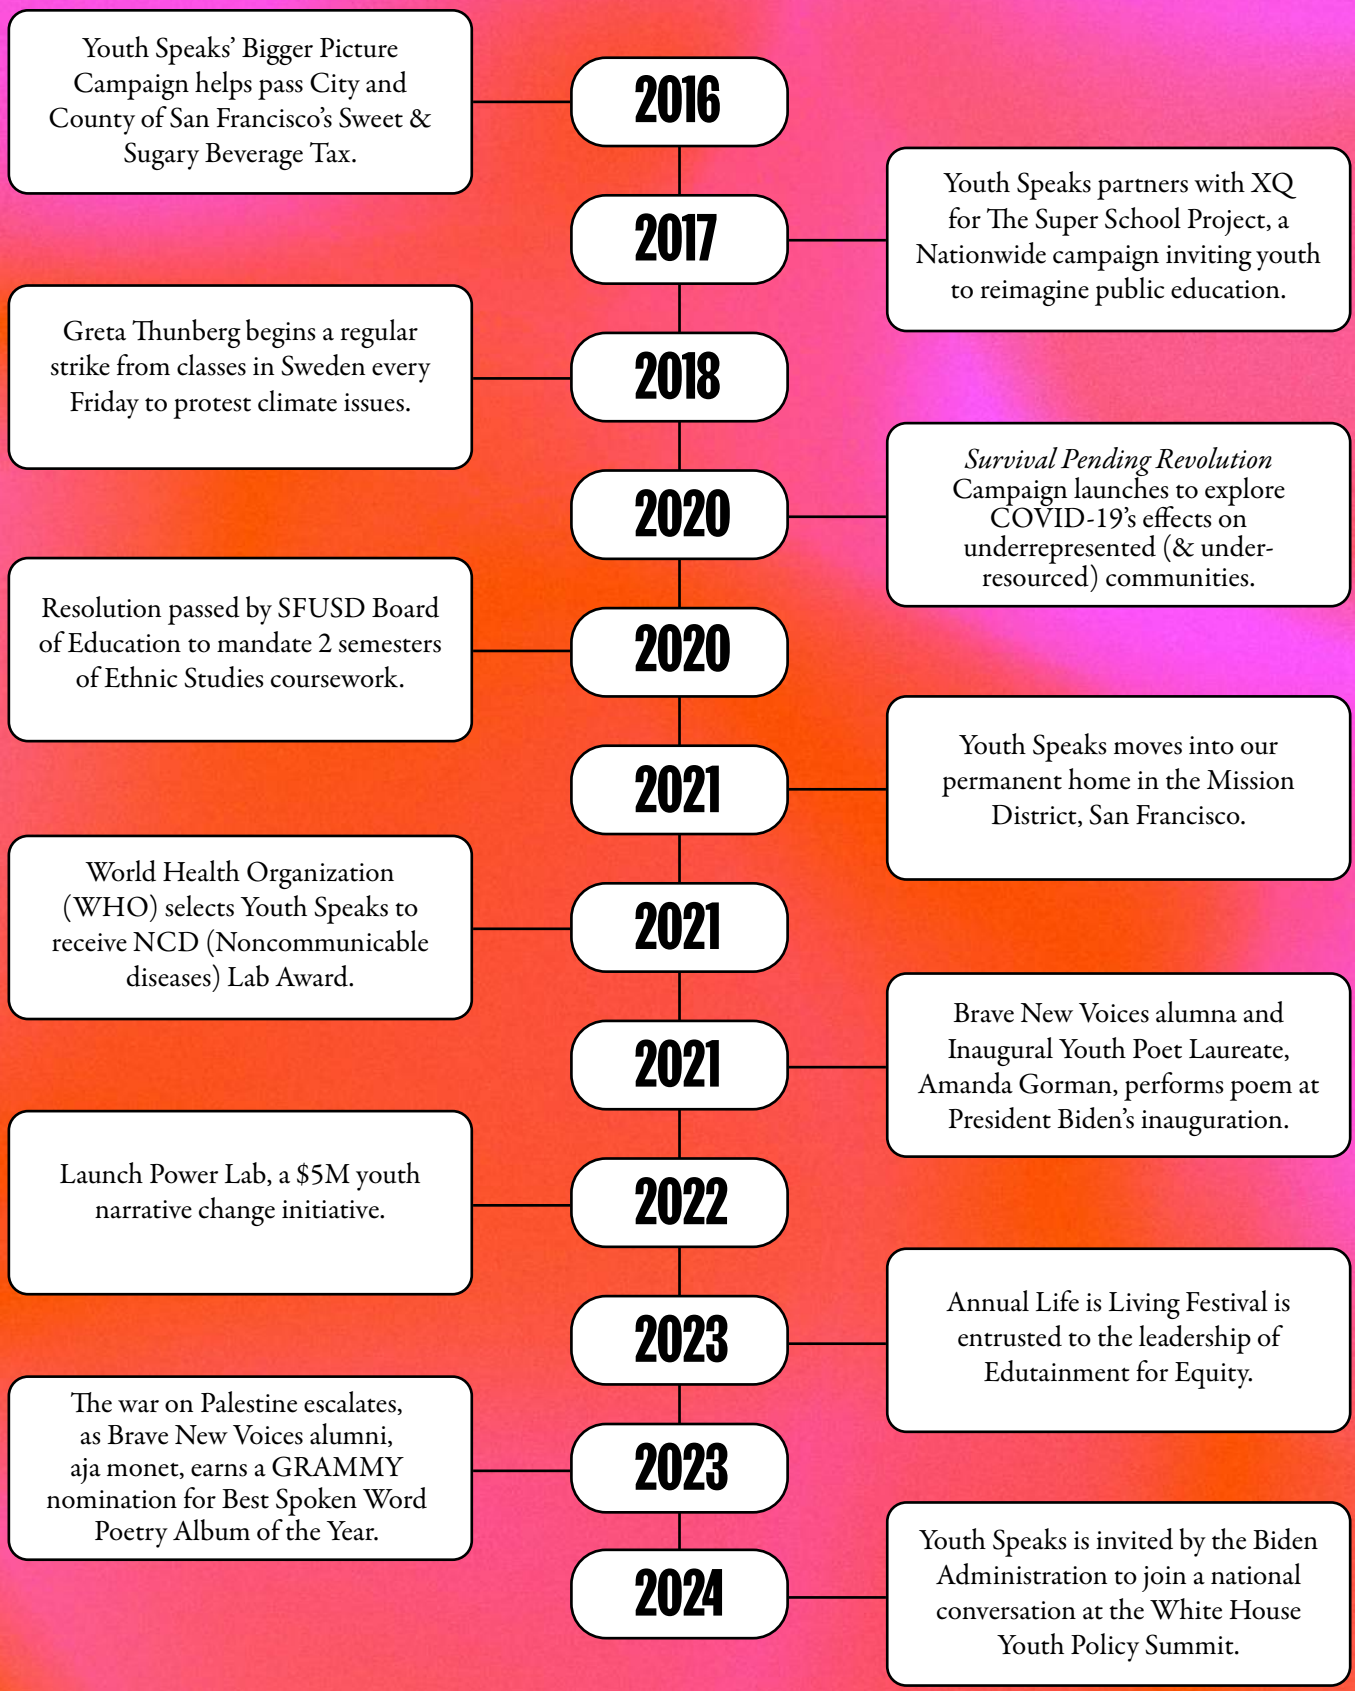 Youth Speaks’ Bigger Picture
Campaign helps pass City and
County of San Francisco’s Sweet &
Sugary Beverage Tax.
2016
2017
Youth Speaks partners with XQ
for The Super School Project, a
Nationwide campaign inviting youth
to reimagine public education.
Greta Thunberg begins a regular
strike from classes in Sweden every
Friday to protest climate issues.
2018
2020
Survival Pending Revolution
Campaign launches to explore
COVID-19’s effects on
underrepresented (& under-
resourced) communities.
Resolution passed by SFUSD Board
of Education to mandate 2 semesters
of Ethnic Studies coursework.
2020
2021
Youth Speaks moves into our
permanent home in the Mission
District, San Francisco.
World Health Organization
(WHO) selects Youth Speaks to
receive NCD (Noncommunicable
diseases) Lab Award.
2021
2021
Brave New Voices alumna and
Inaugural Youth Poet Laureate,
Amanda Gorman, performs poem at
President Biden’s inauguration.
Launch Power Lab, a $5M youth
narrative change initiative.
2022
2023
Annual Life is Living Festival is
entrusted to the leadership of
Edutainment for Equity.
The war on Palestine escalates,
as Brave New Voices alumni,
aja monet, earns a GRAMMY
nomination for Best Spoken Word
Poetry Album of the Year.
2023
2024
Youth Speaks is invited by the Biden
Administration to join a national
conversation at the White House
Youth Policy Summit.